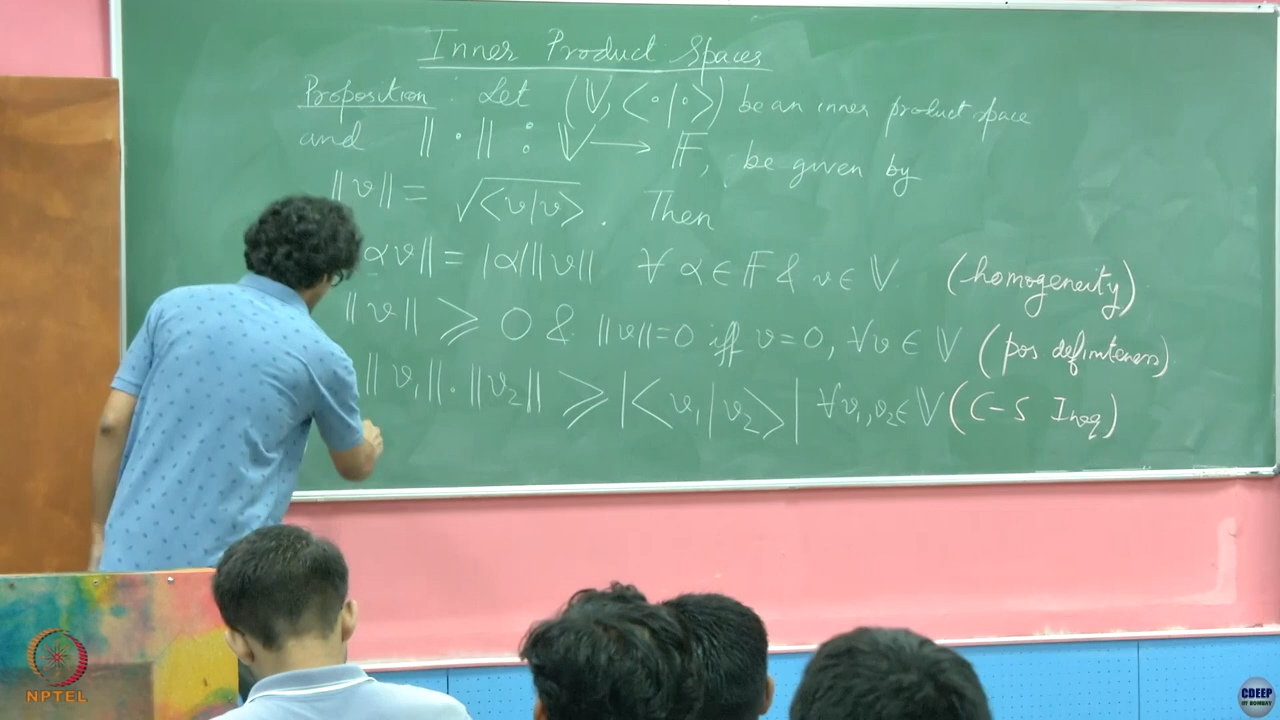 Inner Product Spaces
Proposition : Let (𝕍, <•|•>) be an inner product space
and ‖ • ‖ : 𝕍 ⟶ 𝔽, be given by
‖v‖ = √<v|v> . Then
αv‖ = |α|‖v‖ ∀ α ∈ 𝔽 & v ∈ 𝕍 (homogeneity)
‖v‖ ⩾ 0 & ‖v‖=0 iff v=0, ∀v ∈ 𝕍 (pos definiteness)
‖v₁‖.‖v₂‖ ⩾ |<v₁|v₂>| ∀v₁,v₂ ∈ 𝕍 (C-S Ineq)
NPTEL
CDEEP
IIT BOMBAY